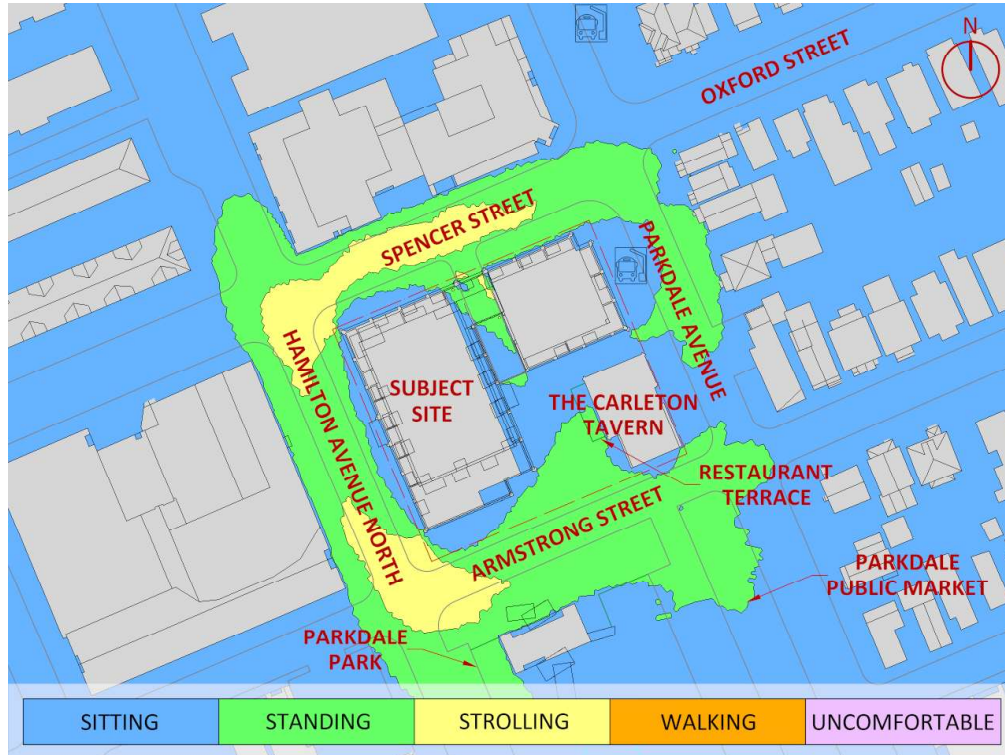 N
OXFORD STREET
SPENCER STREET
PARKDALE AVENUE
HAMILTON AVENUE NORTH
SUBJECT
SITE
THE CARLETON
TAVERN
RESTAURANT
TERRACE
ARMSTRONG STREET
PARKDALE
PUBLIC MARKET
PARKDALE
PARK
SITTING
STANDING
STROLLING
WALKING
UNCOMFORTABLE